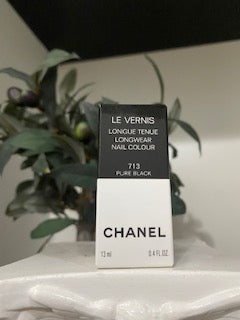 LE VERNIS
LONGUE TENUE
LONGWEAR
NAIL COLOUR
713
PURE BLACK
CHANEL
13 ml 0.4 FL.OZ.